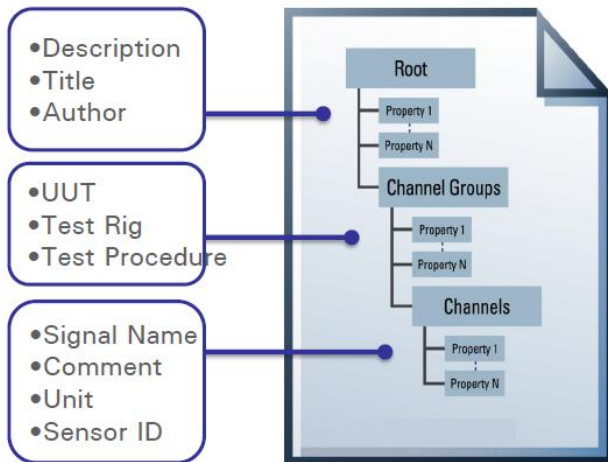 •Description
•Title
•Author
•UUT
•Test Rig
•Test Procedure
•Signal Name
•Comment
•Unit
•Sensor ID
Root
Property 1
Property N
Channel Groups
Property 1
Property N
Channels
Property 1
Property N